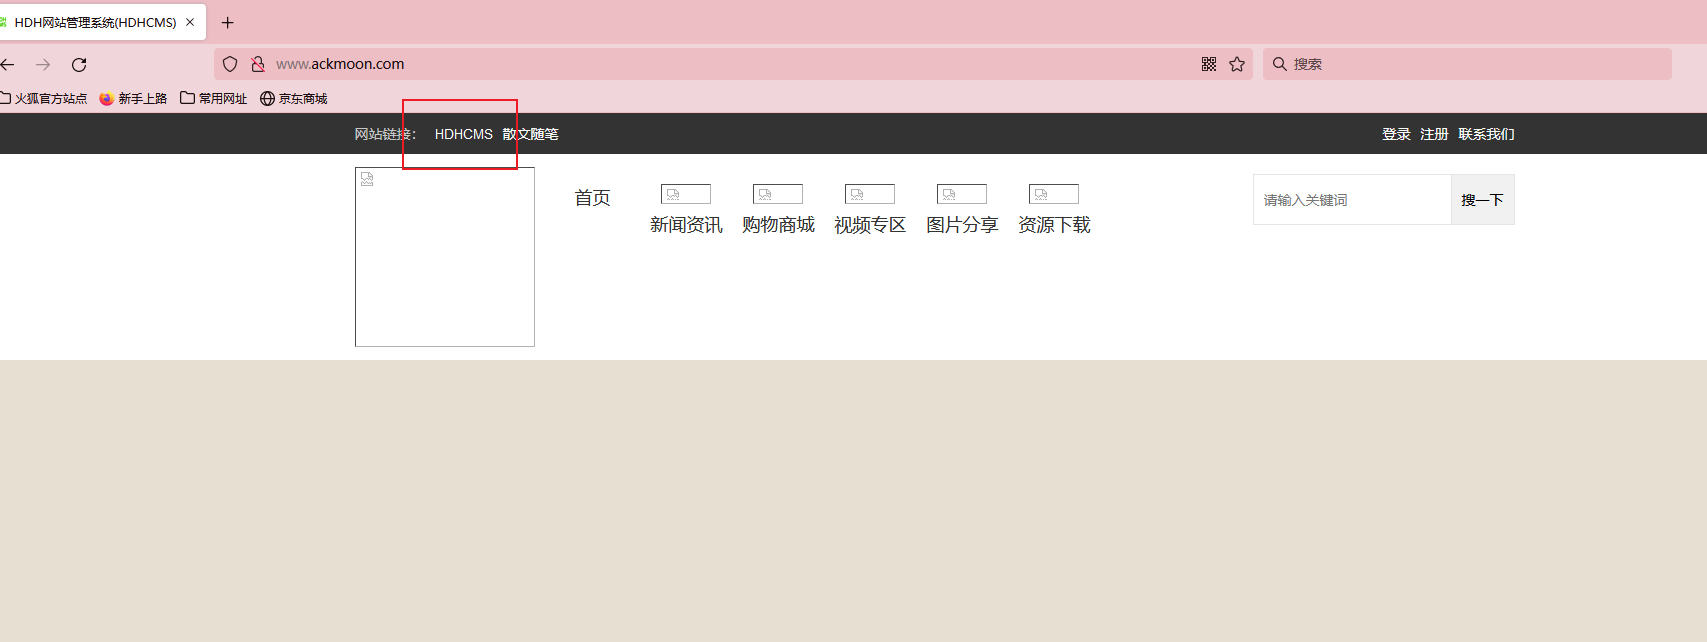 HDH网站管理系统(HDHCMS)
www.ackmoon.com
搜索
火狐官方站点 新手上路 常用网址 京东商城
网站链接： HDHCMS 散文随笔 登录 注册 联系我们
首页
请输入关键词 搜一下
新闻资讯 购物商城 视频专区 图片分享 资源下载